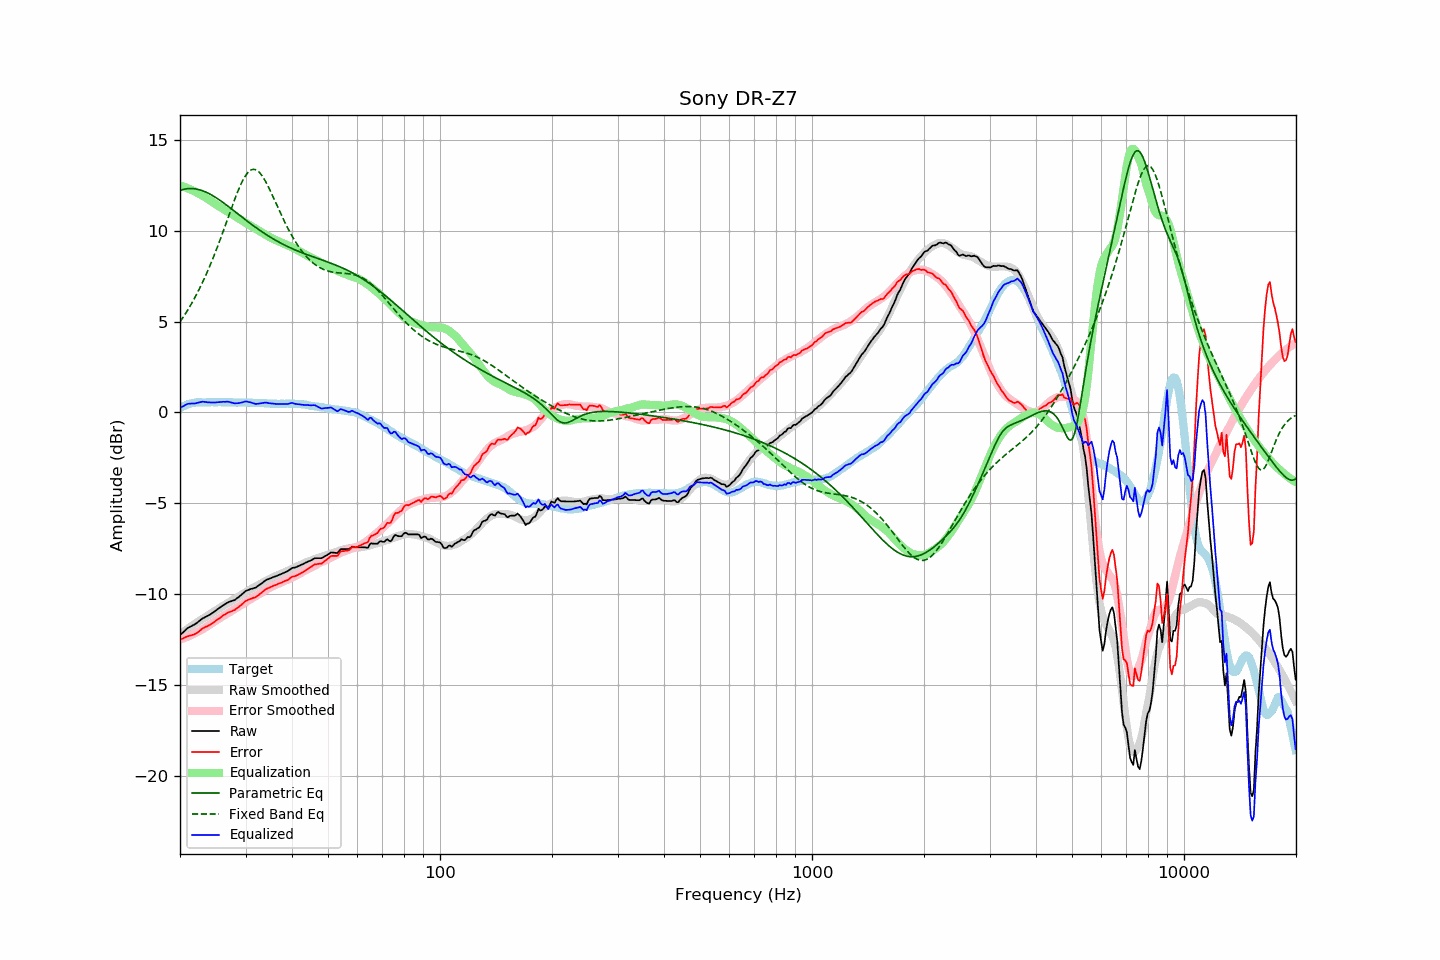 Sony DR-Z7
Amplitude (dBr)
15
10
5
0
−5
−10
−15
−20
Target
Raw Smoothed
Error Smoothed
Raw
Error
Equalization
Parametric Eq
Fixed Band Eq
Equalized
100
1000
10000
Frequency (Hz)